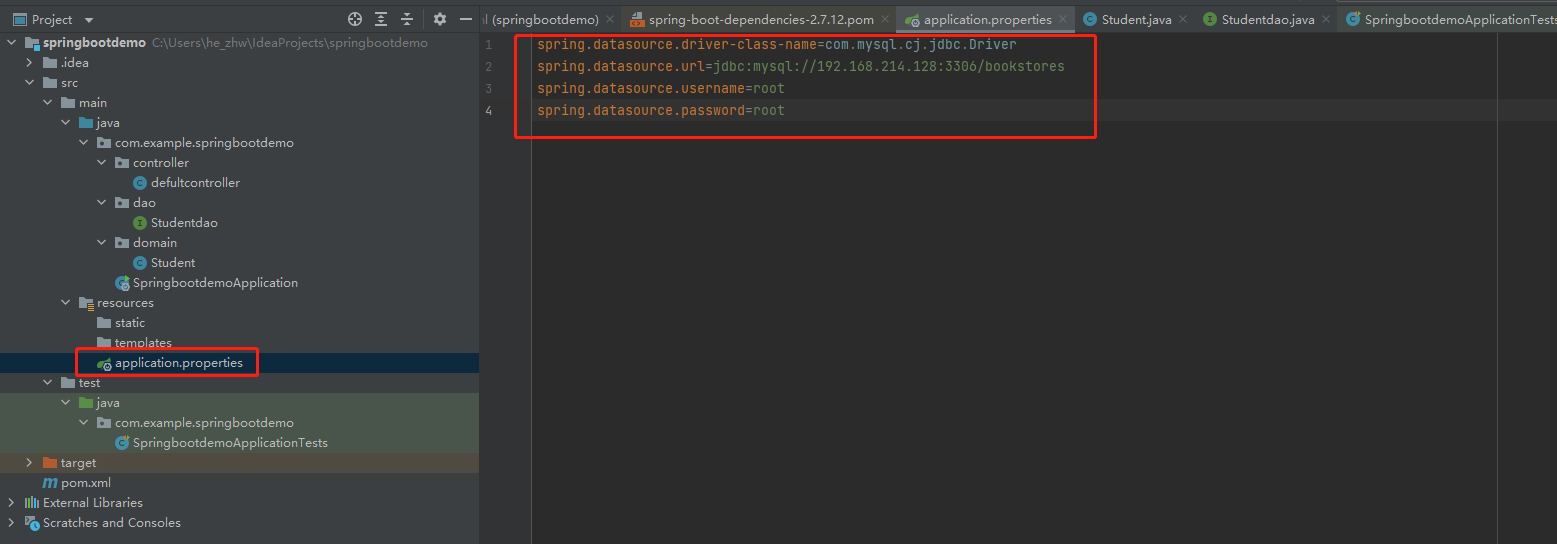 Project
springbootdemo C:\Users\he_zhw\IdeaProjects\springbootdemo
.idea
src
main
java
com.example.springbootdemo
controller
defultcontroller
dao
Studentdao
domain
Student
SpringbootdemoApplication
resources
static
templates
application.properties
test
java
com.example.springbootdemo
SpringbootdemoApplicationTests
target
pom.xml
External Libraries
Scratches and Consoles
(springbootdemo) spring-boot-dependencies-2.7.12.pom application.properties Student.java Studentdao.java SpringbootdemoApplicationTests
1 spring.datasource.driver-class-name=com.mysql.cj.jdbc.Driver
2 spring.datasource.url=jdbc:mysql://192.168.214.128:3306/bookstores
3 spring.datasource.username=root
4 spring.datasource.password=root